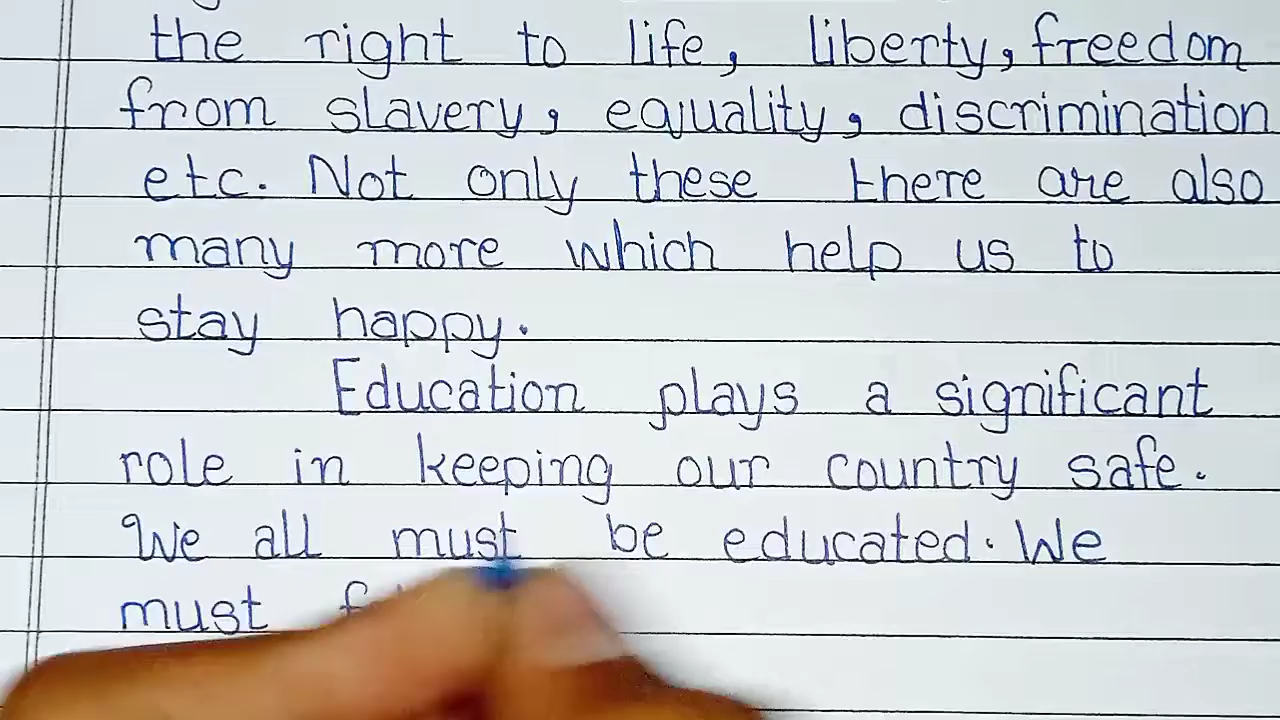 the right to life, liberty, freedom
from slavery, equality, discrimination
etc. Not only these there are also
many more which help us to
stay happy.
Education plays a significant
role in keeping our country safe.
We all must be educated. We
must